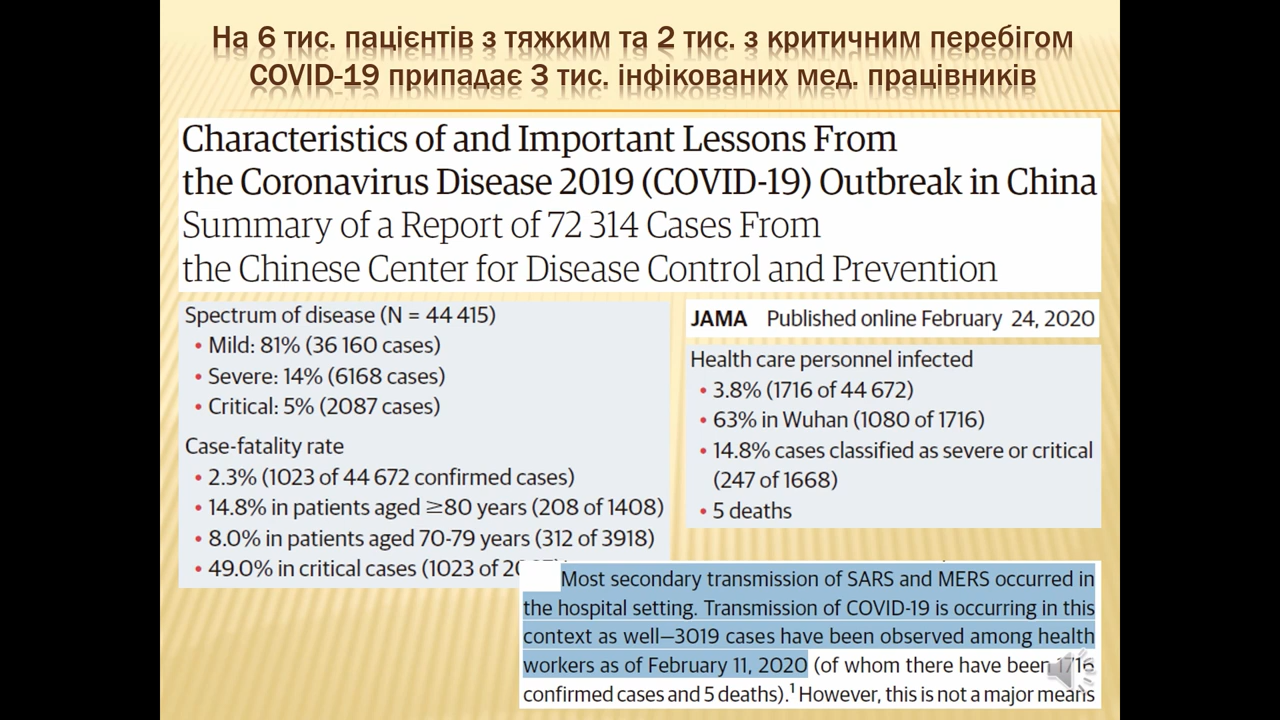 На 6 тис. пацієнтів з тяжким та 2 тис. з критичним перебігом
COVID-19 припадає 3 тис. інфікованих мед. працівників
Characteristics of and Important Lessons From
the Coronavirus Disease 2019 (COVID-19) Outbreak in China
Summary of a Report of 72 314 Cases From
the Chinese Center for Disease Control and Prevention
Spectrum of disease (N = 44 415)
• Mild: 81% (36 160 cases)
• Severe: 14% (6168 cases)
• Critical: 5% (2087 cases)
Case-fatality rate
• 2.3% (1023 of 44 672 confirmed cases)
• 14.8% in patients aged ≥80 years (208 of 1408)
• 8.0% in patients aged 70-79 years (312 of 3918)
• 49.0% in critical cases (1023 of
JAMA Published online February 24, 2020
Health care personnel infected
• 3.8% (1716 of 44 672)
• 63% in Wuhan (1080 of 1716)
• 14.8% cases classified as severe or critical
(247 of 1668)
• 5 deaths
Most secondary transmission of SARS and MERS occurred in
the hospital setting. Transmission of COVID-19 is occurring in this
context as well—3019 cases have been observed among health
workers as of February 11, 2020 (of whom there have been 1716
confirmed cases and 5 deaths).1 However, this is not a major means